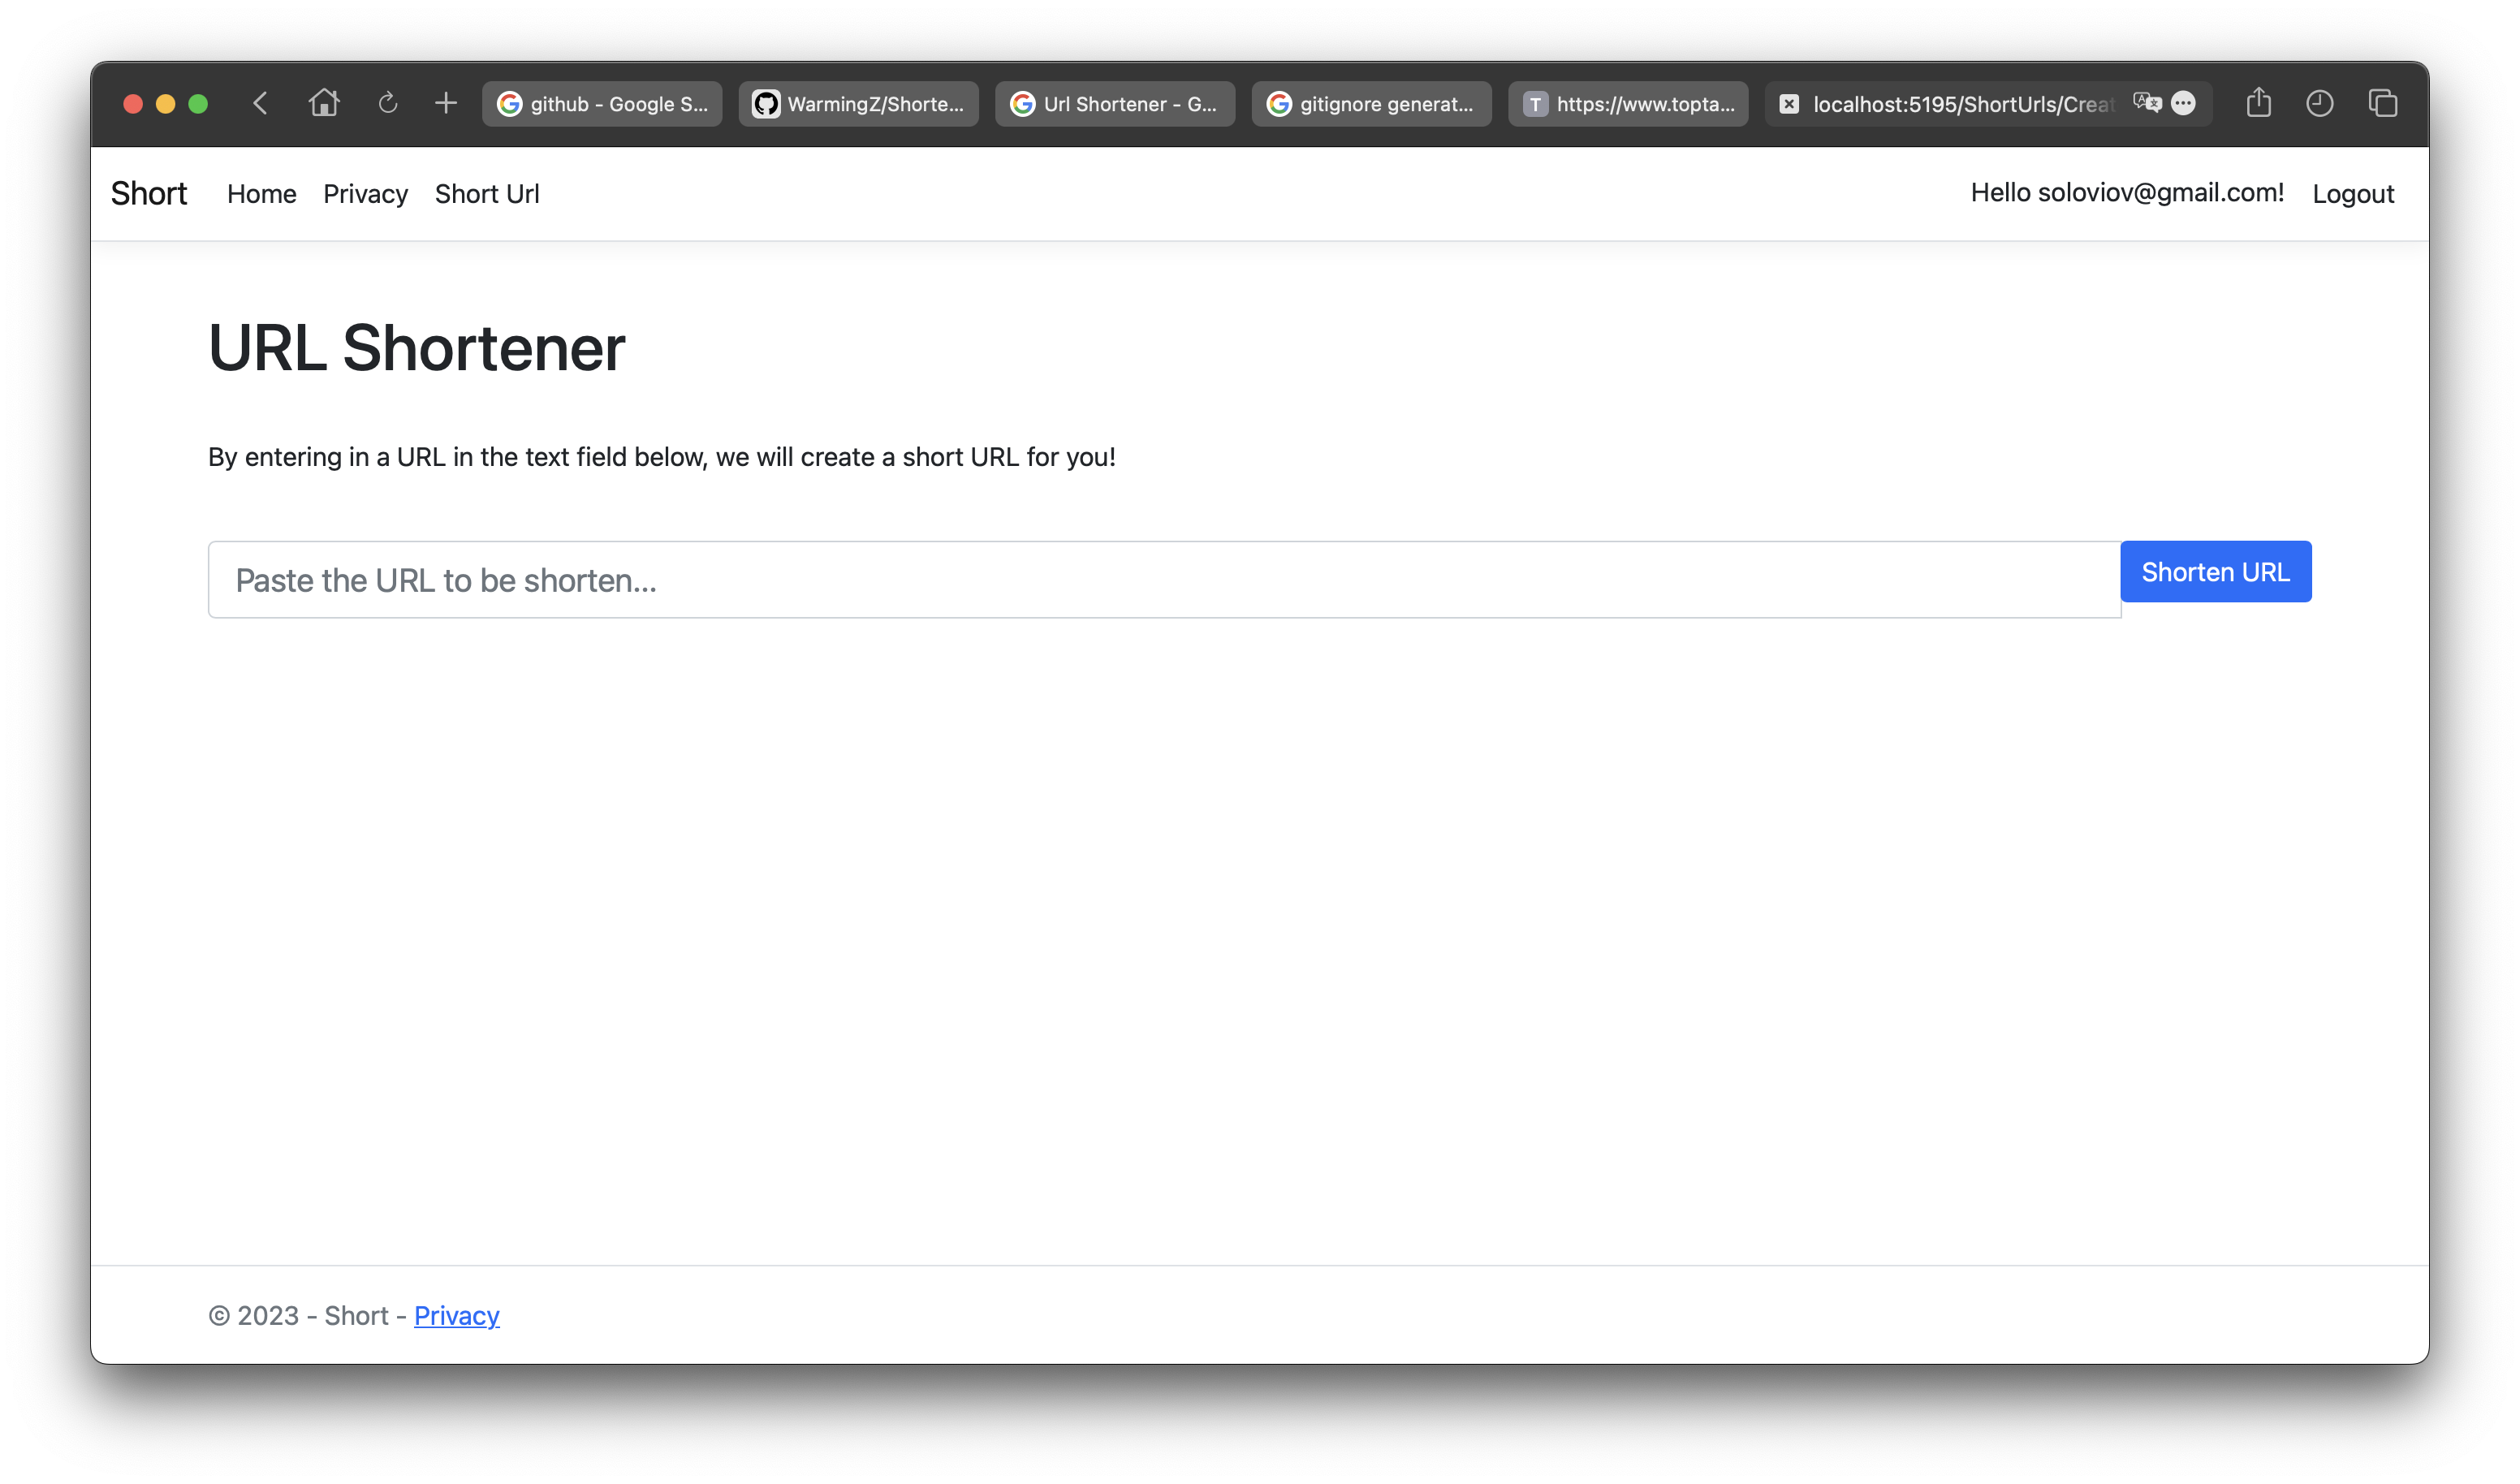 github - Google S...
WarmingZ/Shorte...
Url Shortener - G...
gitignore generat...
T https://www.topta...
localhost:5195/ShortUrls/Creat
Short Home Privacy Short Url Hello soloviov@gmail.com! Logout
URL Shortener
By entering in a URL in the text field below, we will create a short URL for you!
Paste the URL to be shorten...
Shorten URL
© 2023 - Short - Privacy